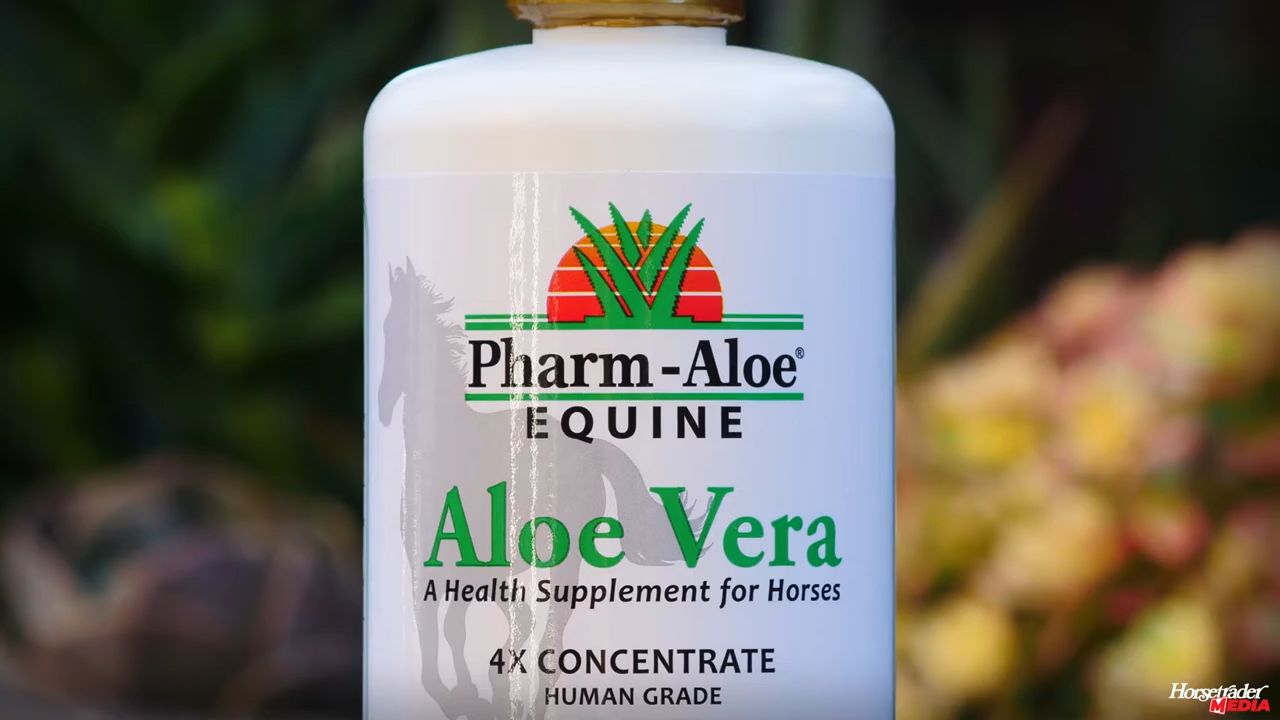 Pharm-Aloe®
EQUINE
Aloe Vera
A Health Supplement for Horses
4X CONCENTRATE
HUMAN GRADE
Horsetrader
MEDIA